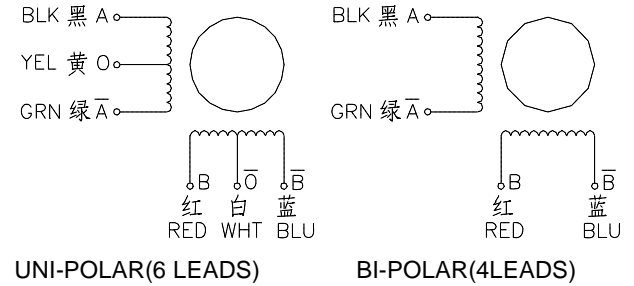 BLK 黑 A
YEL 黄 O
GRN 绿 A̅
B O̅ B̅
红 白 蓝
RED WHT BLU
UNI-POLAR(6 LEADS)
BLK 黑 A
GRN 绿 A̅
B B̅
红 蓝
RED BLU
BI-POLAR(4LEADS)